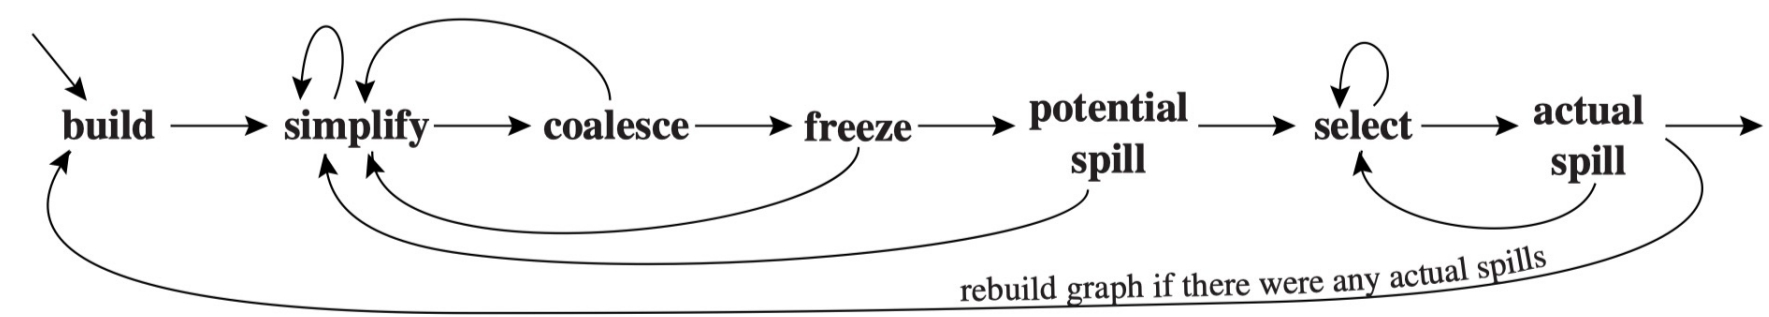 build
simplify
coalesce
freeze
potential
spill
select
actual
spill
rebuild graph if there were any actual spills